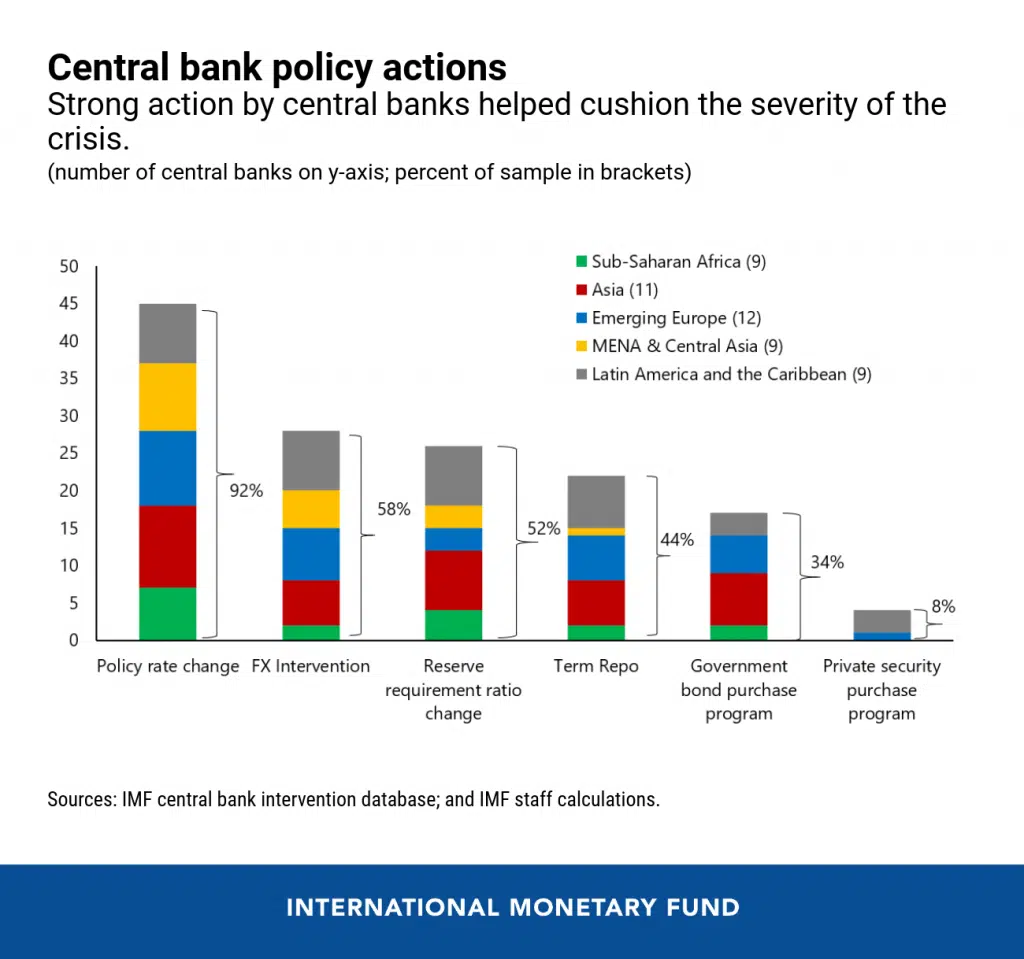 Central bank policy actions
Strong action by central banks helped cushion the severity of the
crisis.
(number of central banks on y-axis; percent of sample in brackets)
50
45
40
35
30
25
20
15
10
5
0
Sub-Saharan Africa (9)
Asia (11)
Emerging Europe (12)
MENA & Central Asia (9)
Latin America and the Caribbean (9)
92%
58%
52%
44%
34%
8%
Policy rate change
FX Intervention
Reserve
requirement ratio
change
Term Repo
Government
bond purchase
program
Private security
purchase
program
Sources: IMF central bank intervention database; and IMF staff calculations.
INTERNATIONAL MONETARY FUND